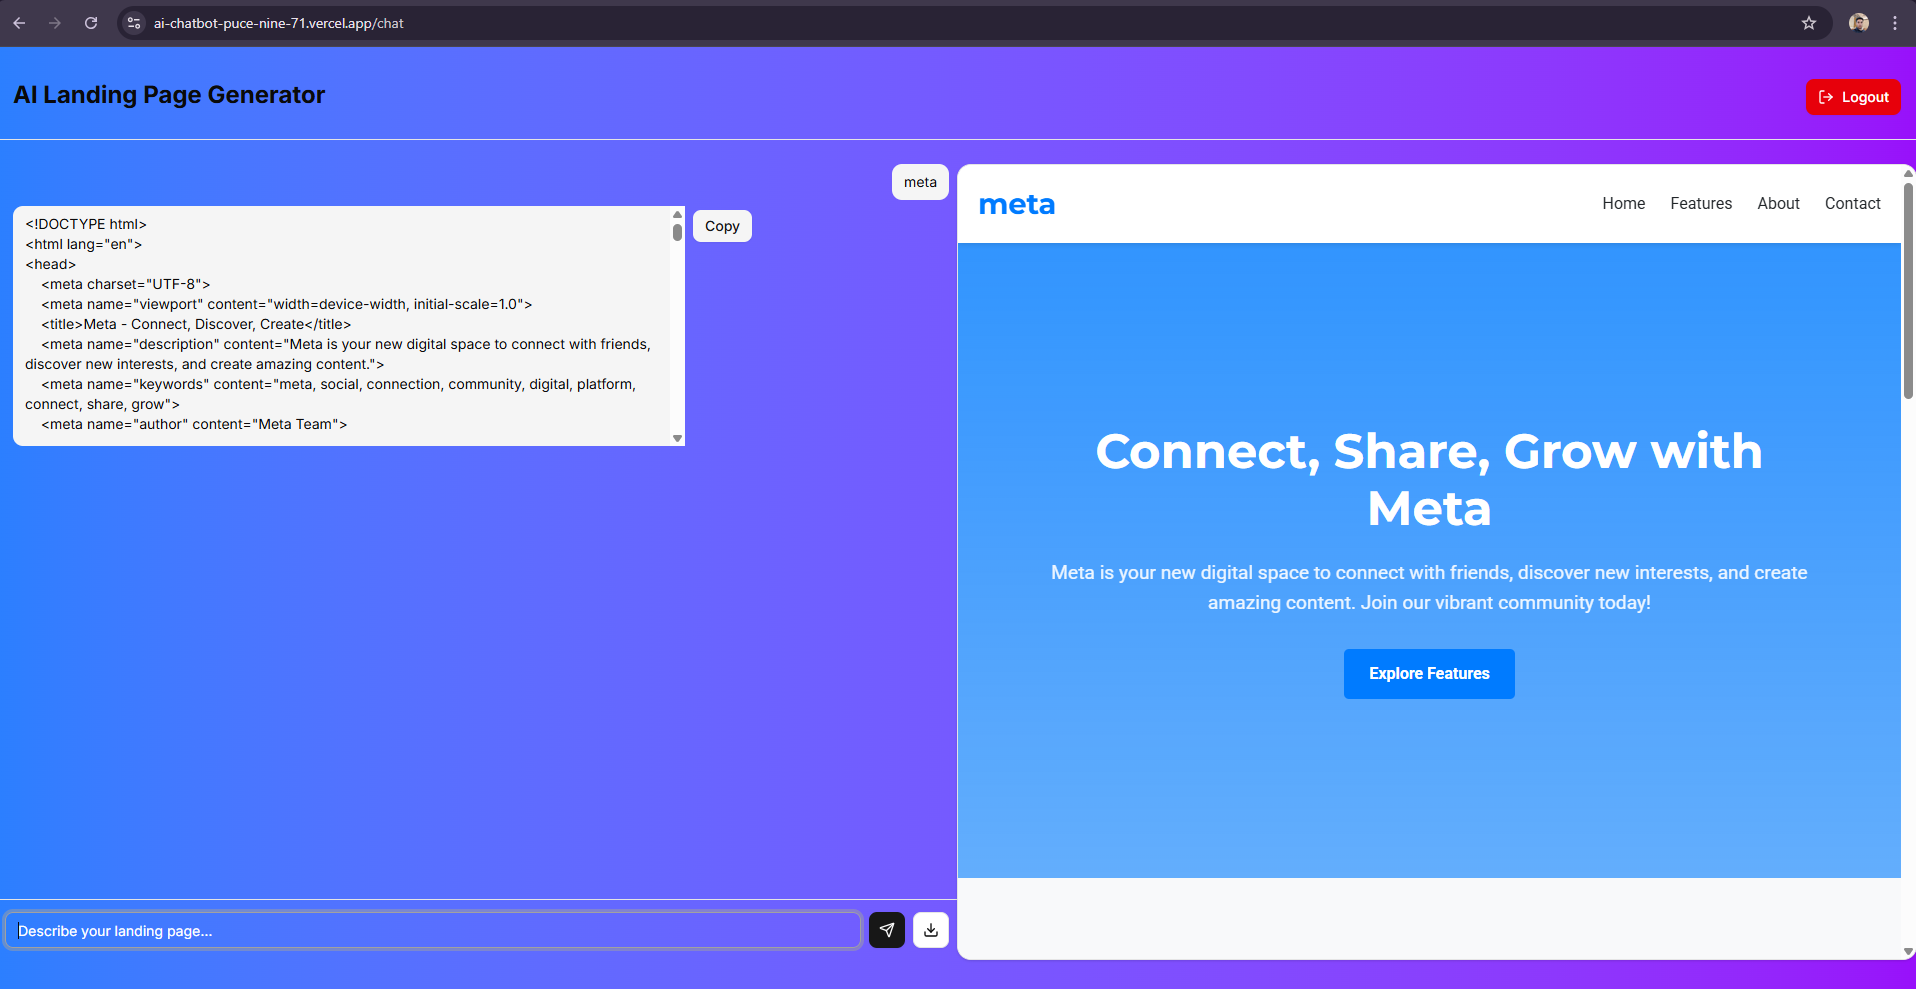 ai-chatbot-puce-nine-71.vercel.app/chat
AI Landing Page Generator
Logout
meta
<!DOCTYPE html>
<html lang="en">
<head>
<meta charset="UTF-8">
<meta name="viewport" content="width=device-width, initial-scale=1.0">
<title>Meta - Connect, Discover, Create</title>
<meta name="description" content="Meta is your new digital space to connect with friends,
discover new interests, and create amazing content.">
<meta name="keywords" content="meta, social, connection, community, digital, platform,
connect, share, grow">
<meta name="author" content="Meta Team">
Copy
Describe your landing page...
meta
Home Features About Contact
Connect, Share, Grow with
Meta
Meta is your new digital space to connect with friends, discover new interests, and create
amazing content. Join our vibrant community today!
Explore Features